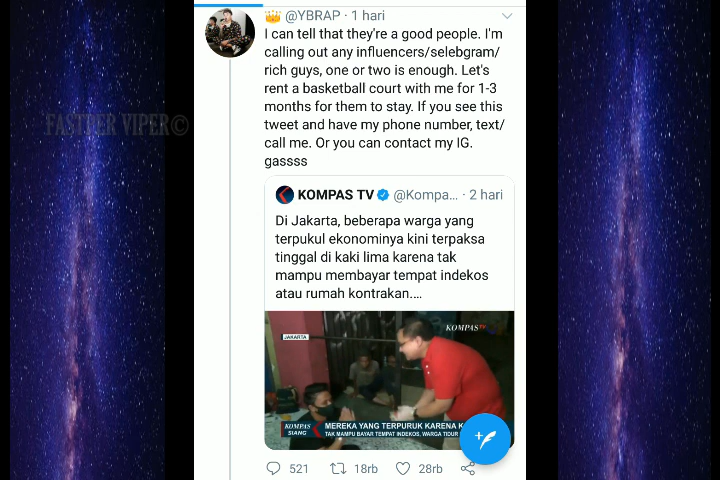 @YBRAP · 1 hari
I can tell that they're a good people. I'm
calling out any influencers/selebgram/
rich guys, one or two is enough. Let's
rent a basketball court with me for 1-3
months for them to stay. If you see this
tweet and have my phone number, text/
call me. Or you can contact my IG.
gassss
FASTPER VIPER©
KOMPAS TV @Kompa... · 2 hari
Di Jakarta, beberapa warga yang
terpukul ekonominya kini terpaksa
tinggal di kaki lima karena tak
mampu membayar tempat indekos
atau rumah kontrakan....
KOMPAS TV
JAKARTA
KOMPAS
SIANG
MEREKA YANG TERPURUK KARENA
TAK MAMPU BAYAR TEMPAT INDEKOS, WARGA TIDUR
521 18rb 28rb